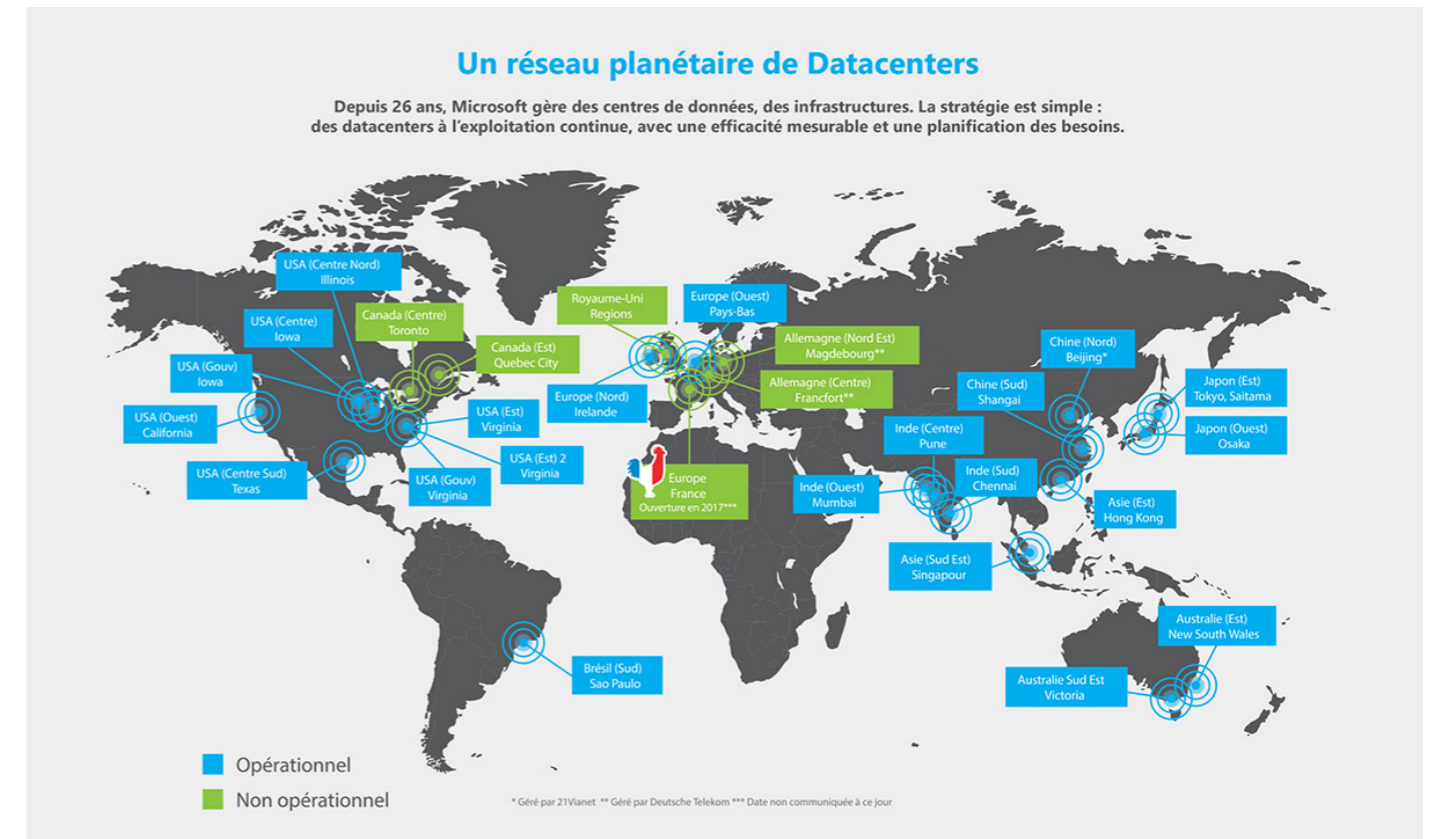 Un réseau planétaire de Datacenters
Depuis 26 ans, Microsoft gère des centres de données, des infrastructures. La stratégie est simple :
des datacenters à l’exploitation continue, avec une efficacité mesurable et une planification des besoins.
USA (Centre Nord)
Illinois
USA (Centre)
Iowa
USA (Gouv)
Iowa
USA (Ouest)
California
USA (Centre Sud)
Texas
Canada (Centre)
Toronto
Canada (Est)
Quebec City
USA (Est)
Virginia
USA (Est) 2
Virginia
USA (Gouv)
Virginia
Brésil (Sud)
Sao Paulo
Royaume-Uni
Regions
Europe (Ouest)
Pays-Bas
Allemagne (Nord Est)
Magdebourg**
Allemagne (Centre)
Francfort**
Europe (Nord)
Irelande
Europe
France
Ouverture en 2017***
Chine (Nord)
Beijing*
Chine (Sud)
Shangai
Japon (Est)
Tokyo, Saitama
Japon (Ouest)
Osaka
Inde (Centre)
Pune
Inde (Sud)
Chennai
Inde (Ouest)
Mumbai
Asie (Est)
Hong Kong
Asie (Sud Est)
Singapour
Australie (Est)
New South Wales
Australie Sud Est
Victoria
Opérationnel
Non opérationnel
* Géré par 21Vianet ** Géré par Deutsche Telekom *** Date non communiquée à ce jour